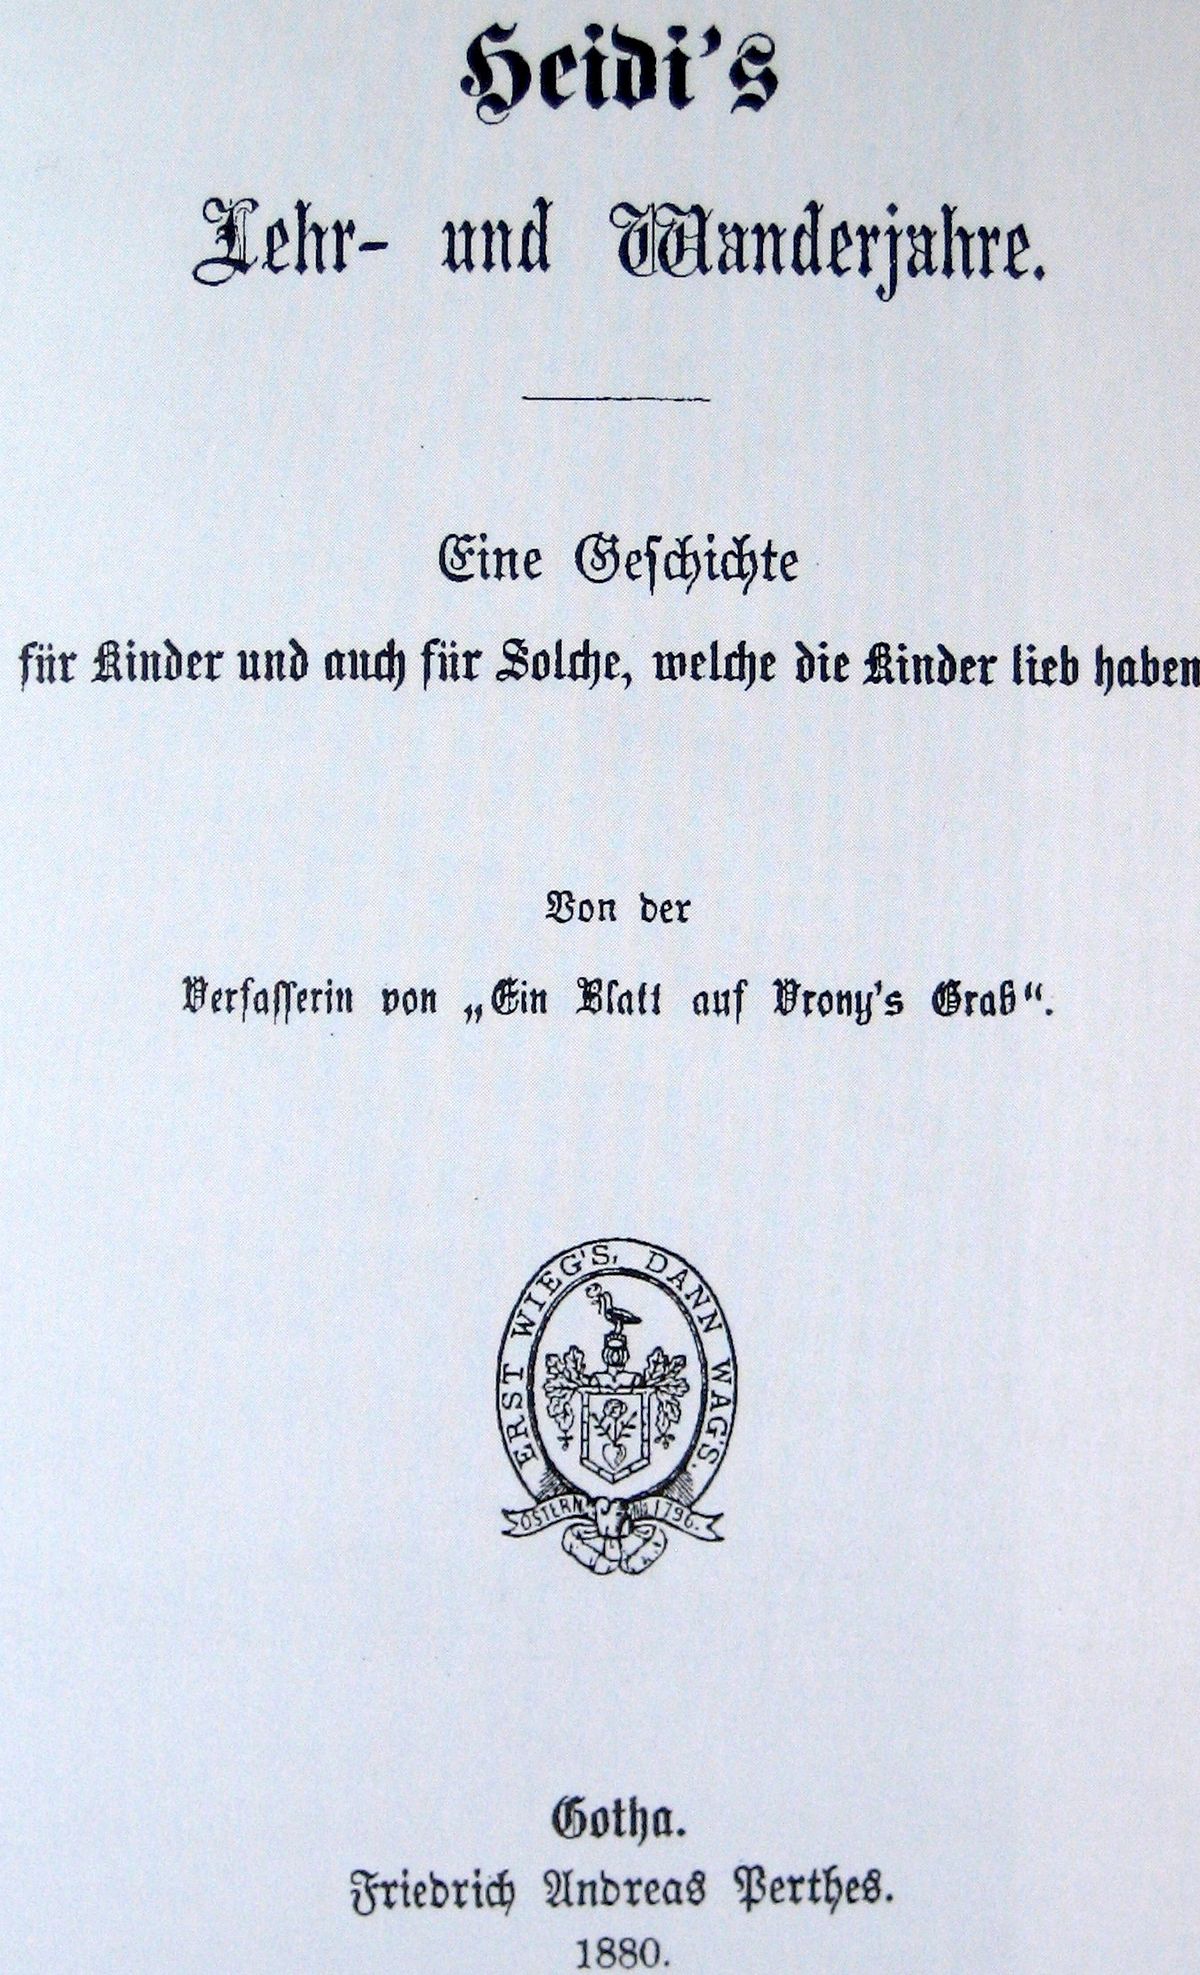 Heidi's
Lehr- und Wanderjahre.
Eine Geschichte
für Kinder und auch für Solche, welche die Kinder lieb haben
Von der
Verfasserin von „Ein Blatt auf Vrony's Grab“.
ERST WIEG'S, DANN WAG'S.
OSTERN 1796.
Gotha.
Friedrich Andreas Perthes.
1880.